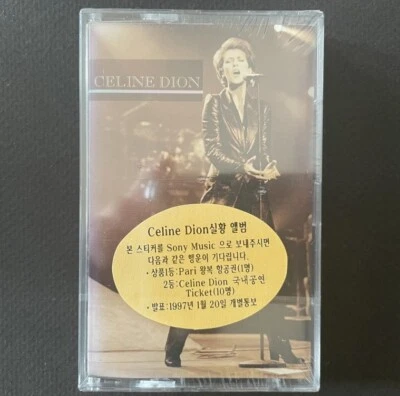 CELINE DION
Celine Dion실황 앨범
본 스티커를 Sony Music 으로 보내주시면
다음과 같은 행운이 기다립니다.
• 상품1등:Pari 왕복 항공권(1명)
2등:Celine Dion 국내공연
Ticket(10명)
• 발표:1997년 1월 20일 개별통보